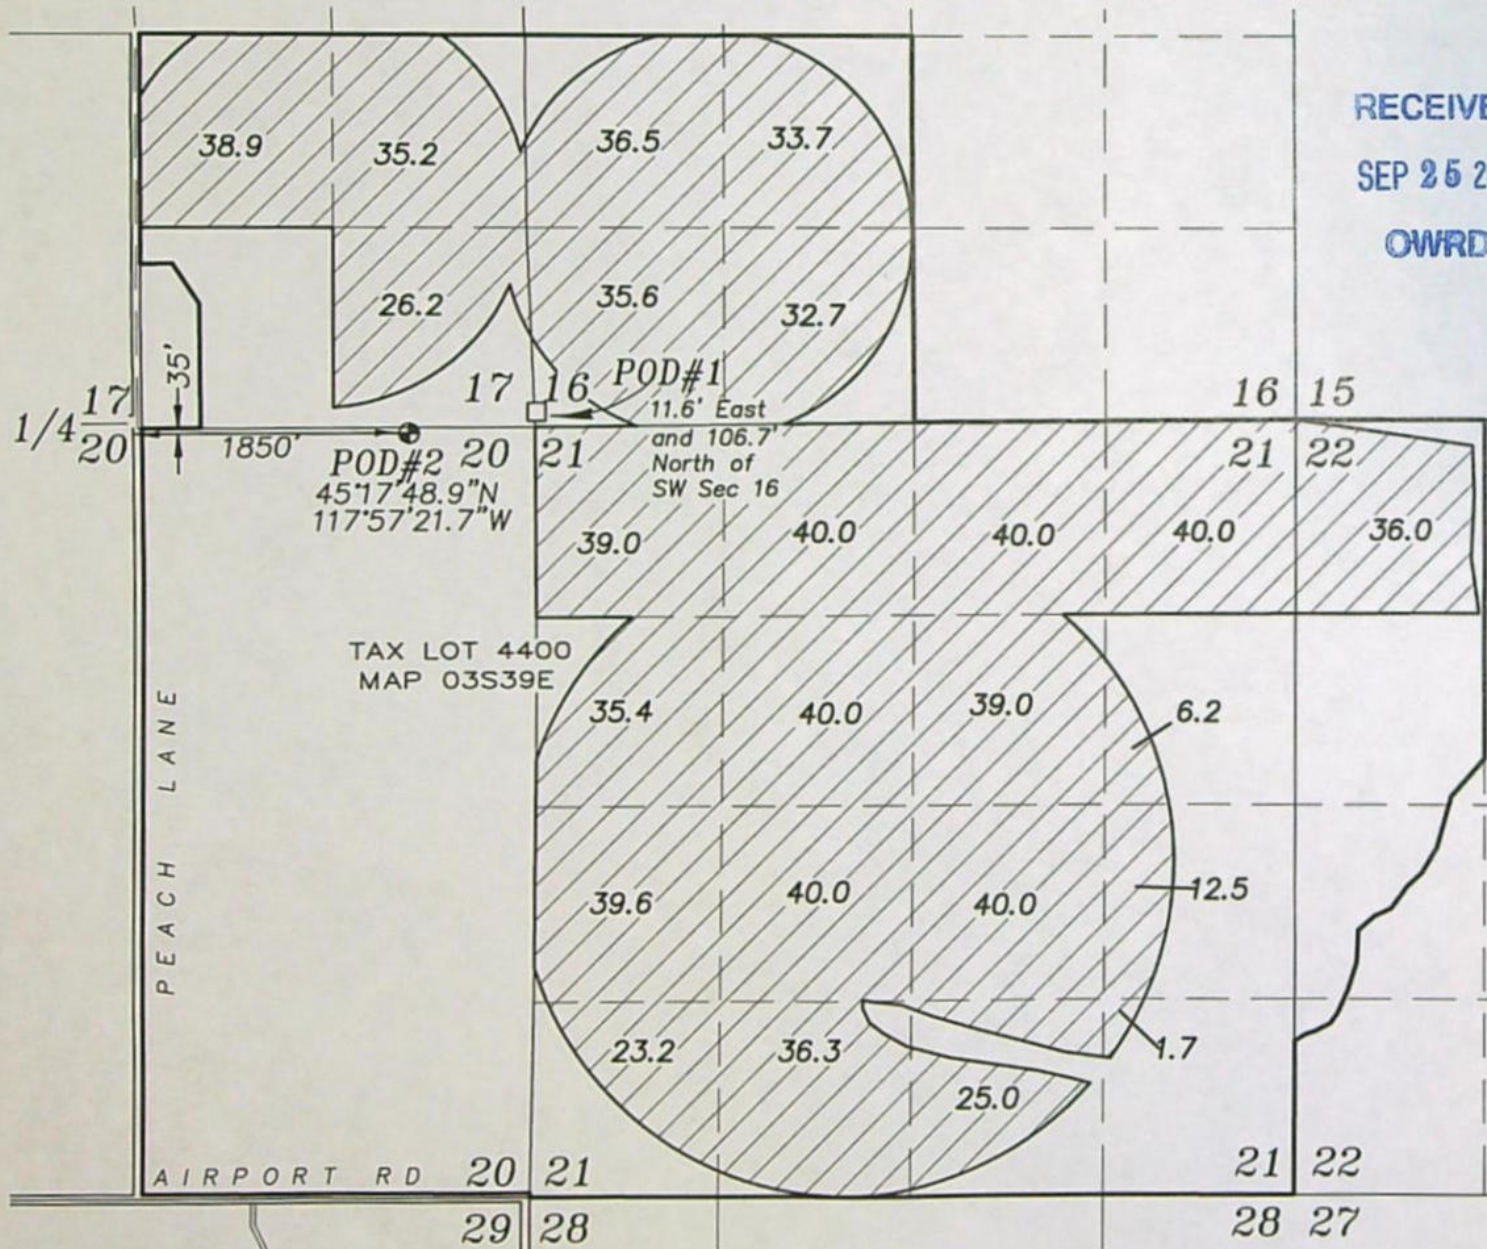 RECEIVE
SEP 25 2
OWRD
38.9
35.2
36.5
33.7
26.2
35.6
32.7
35'
17
1/4
20
1850'
17 16
POD#1
11.6' East
and 106.7'
North of
SW Sec 16
16 15
POD#2
45°17'48.9"N
117°57'21.7"W
20 21
21 22
39.0
40.0
40.0
40.0
36.0
TAX LOT 4400
MAP 03S39E
35.4
40.0
39.0
6.2
PEACH LANE
39.6
40.0
40.0
12.5
23.2
36.3
1.7
25.0
AIRPORT RD
20 21
21 22
29 28
28 27